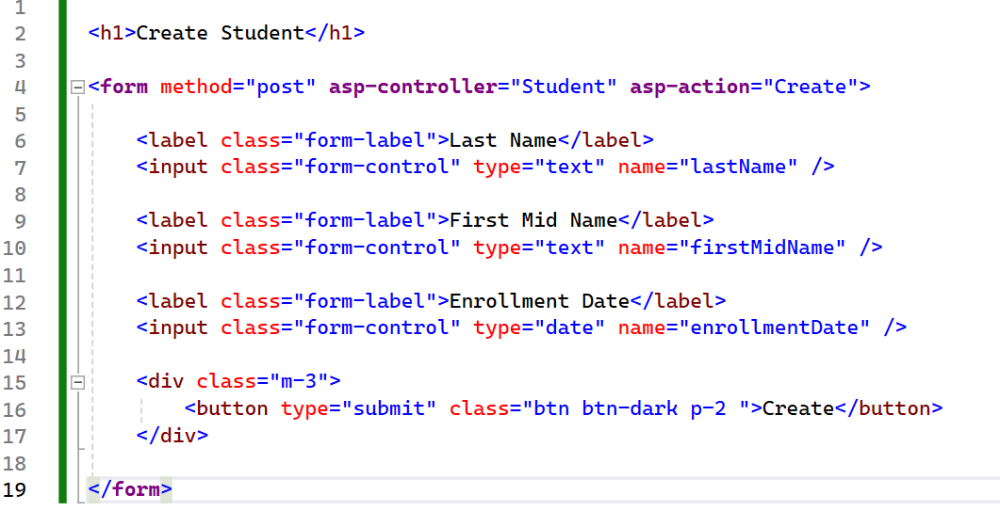 1
2 <h1>Create Student</h1>
3
4 <form method="post" asp-controller="Student" asp-action="Create">
5
6 <label class="form-label">Last Name</label>
7 <input class="form-control" type="text" name="lastName" />
8
9 <label class="form-label">First Mid Name</label>
10 <input class="form-control" type="text" name="firstMidName" />
11
12 <label class="form-label">Enrollment Date</label>
13 <input class="form-control" type="date" name="enrollmentDate" />
14
15 <div class="m-3">
16 <button type="submit" class="btn btn-dark p-2 ">Create</button>
17 </div>
18
19 </form>